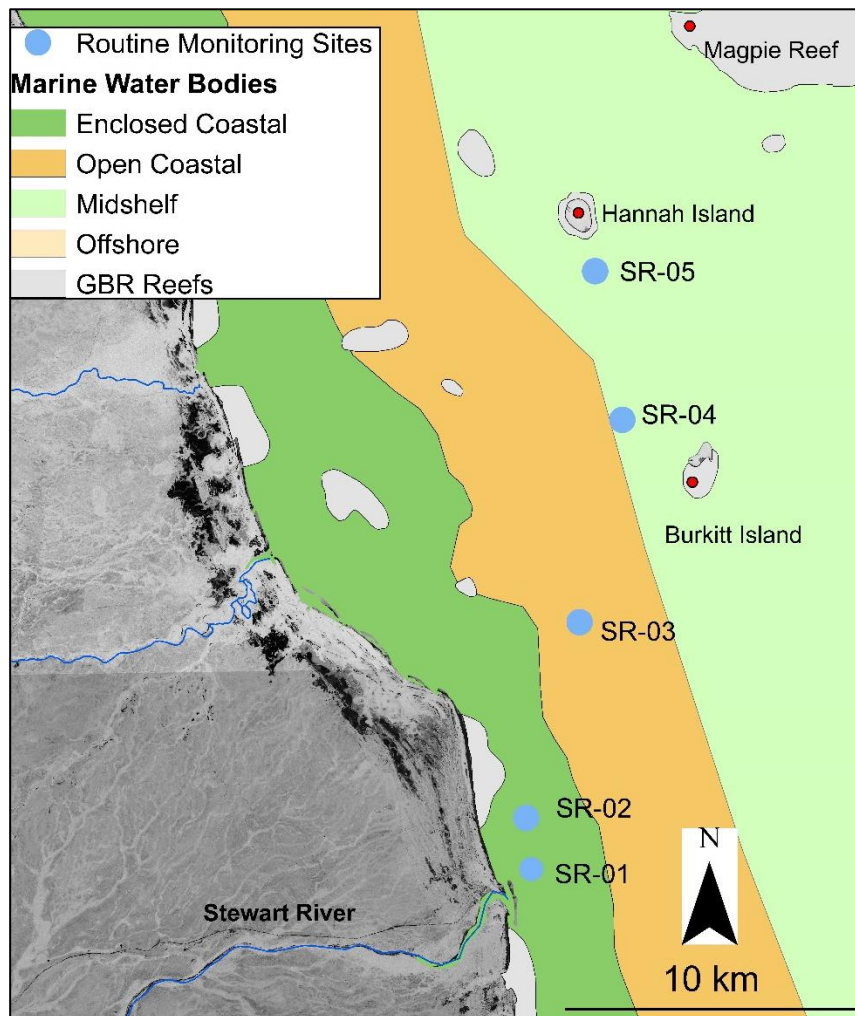 Routine Monitoring Sites
Marine Water Bodies
Enclosed Coastal
Open Coastal
Midshelf
Offshore
GBR Reefs
Magpie Reef
Hannah Island
SR-05
SR-04
Burkitt Island
SR-03
SR-02
SR-01
Stewart River
N
10 km